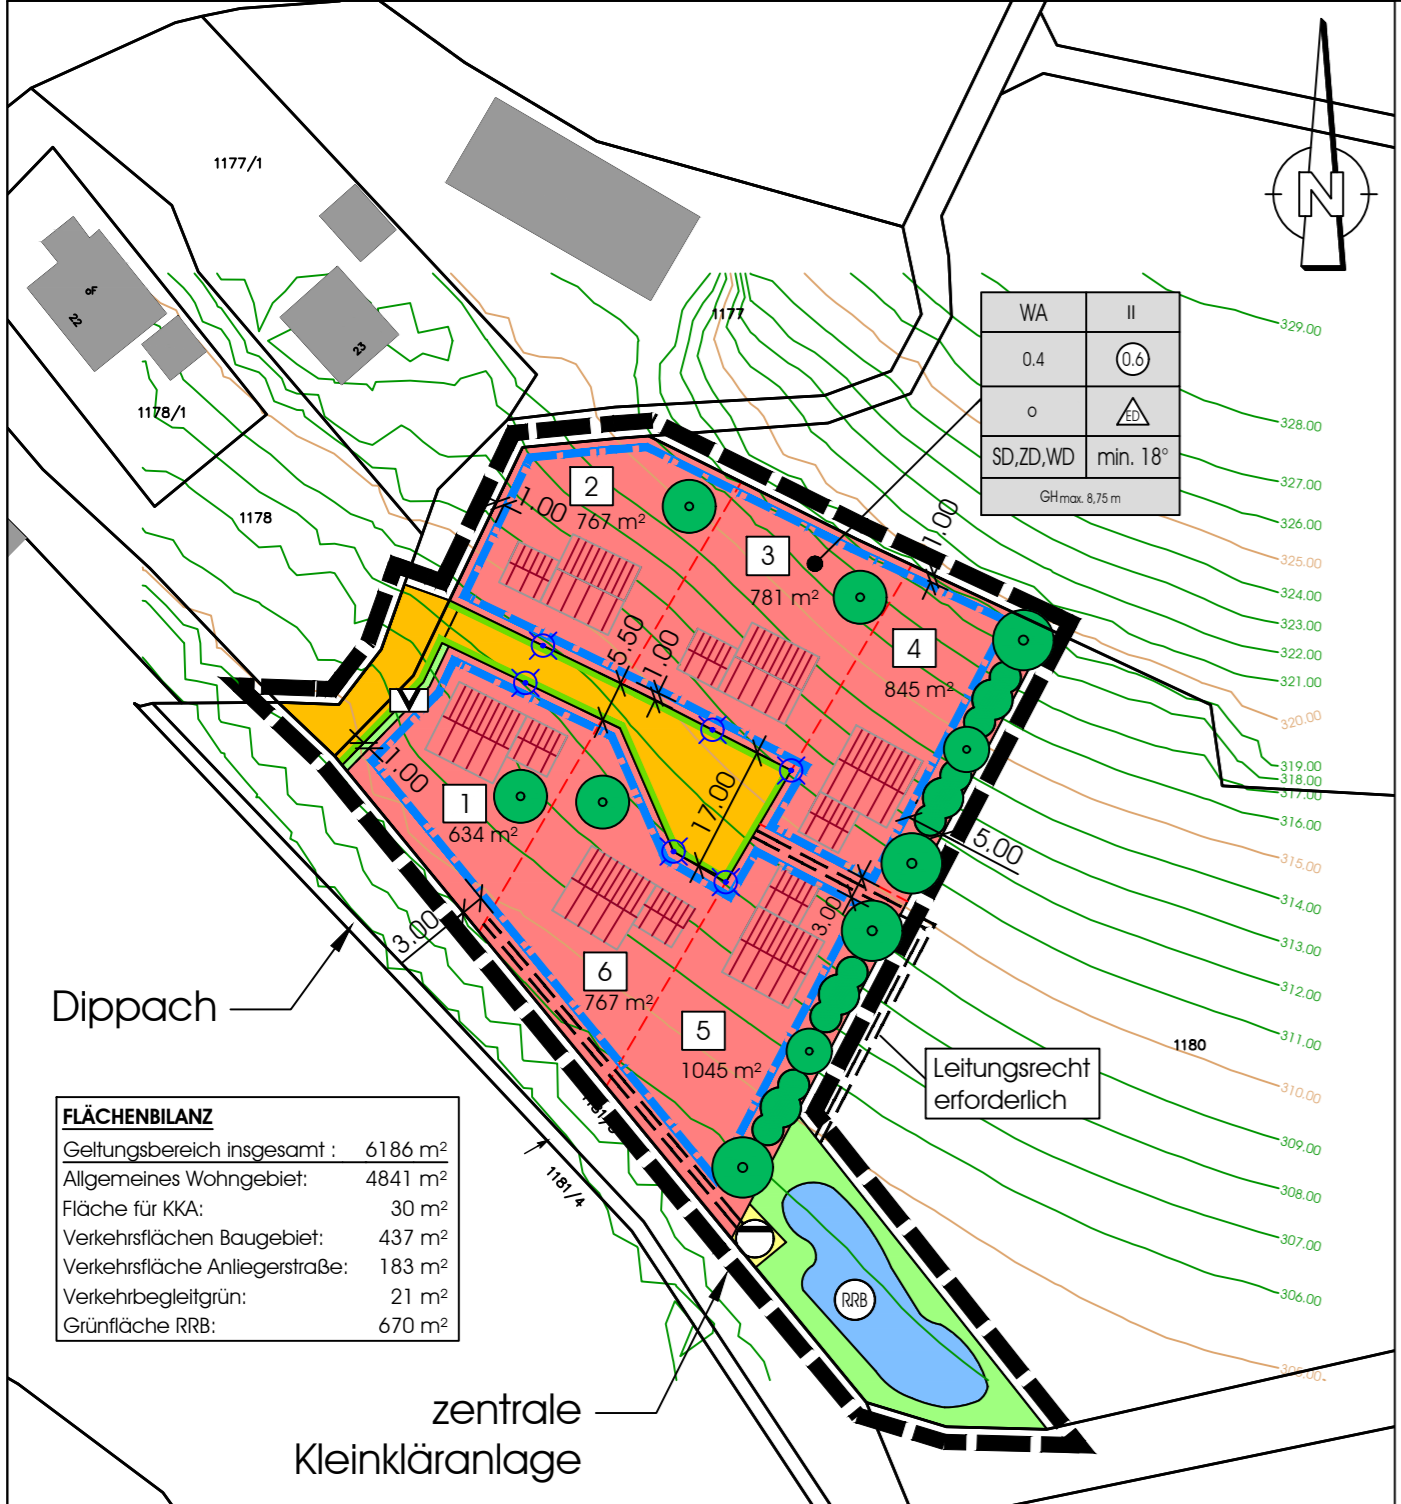 1177/1
N
22
oF
23
1177
1178/1
1178
WA II
0.4 0.6
o ED
SD,ZD,WD min. 18°
GH max. 8,75 m
329.00
328.00
327.00
326.00
325.00
324.00
323.00
322.00
321.00
320.00
319.00
318.00
317.00
316.00
315.00
314.00
313.00
312.00
311.00
310.00
309.00
308.00
307.00
306.00
305.00
2
767 m²
1.00
3
781 m²
1.00
4
845 m²
5.50
1.00
V
1.00
17.00
1
634 m²
5.00
3.00
3.00
6
767 m²
5
1045 m²
Dippach
1180
Leitungsrecht
erforderlich
1181/4
RRB
FLÄCHENBILANZ
Geltungsbereich insgesamt : 6186 m²
Allgemeines Wohngebiet: 4841 m²
Fläche für KKA: 30 m²
Verkehrsflächen Baugebiet: 437 m²
Verkehrsfläche Anliegerstraße: 183 m²
Verkehrbegleitgrün: 21 m²
Grünfläche RRB: 670 m²
zentrale
Kleinkläranlage